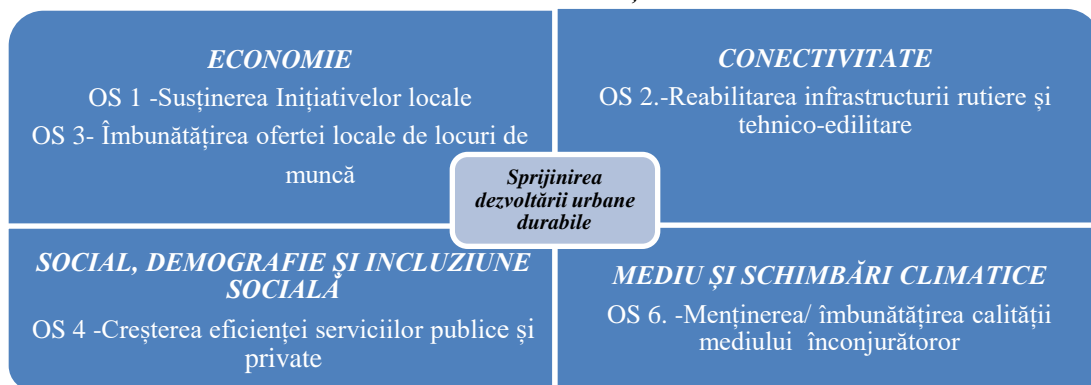 ECONOMIE
OS 1 -Susținerea Inițiativelor locale
OS 3- Îmbunătățirea ofertei locale de locuri de
muncă
CONECTIVITATE
OS 2.-Reabilitarea infrastructurii rutiere și
tehnico-edilitare
Sprijinirea
dezvoltării urbane
durabile
SOCIAL, DEMOGRAFIE ȘI INCLUZIUNE
SOCIALĂ
OS 4 -Creșterea eficienței serviciilor publice și
private
MEDIU ȘI SCHIMBĂRI CLIMATICE
OS 6. -Menținerea/ îmbunătățirea calității
mediului înconjurătoror